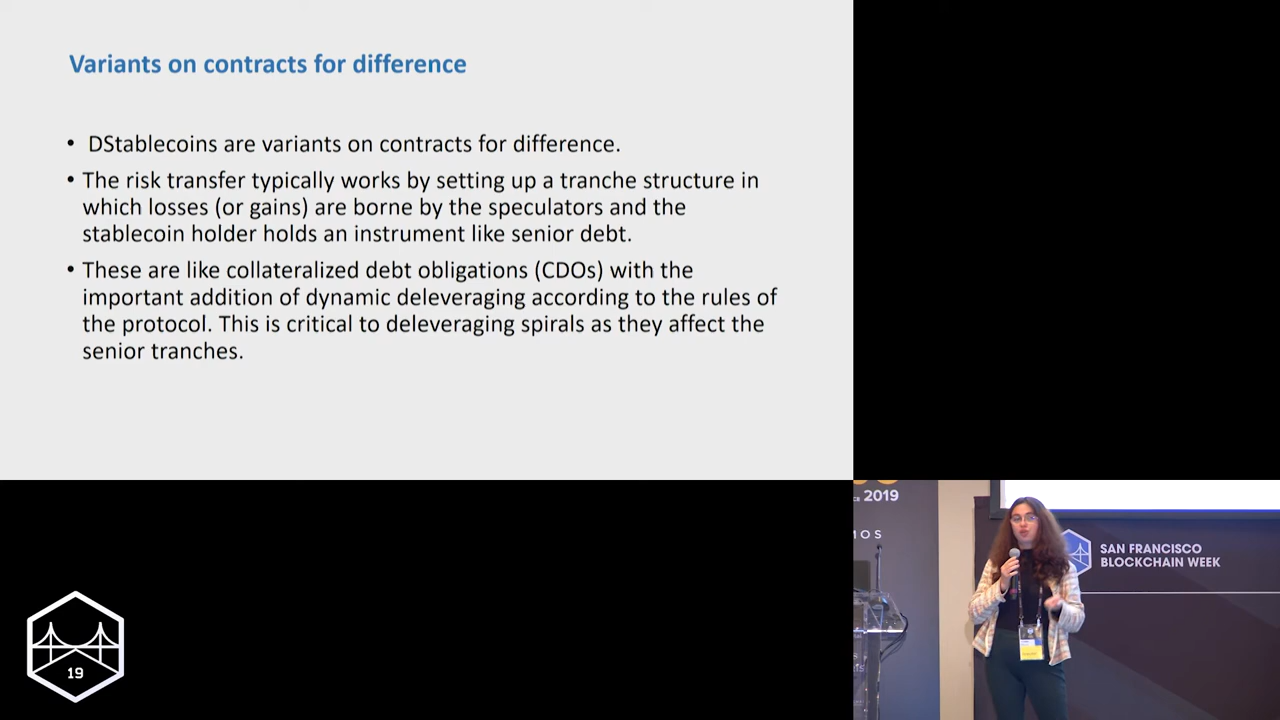 Variants on contracts for difference
• DStablecoins are variants on contracts for difference.
• The risk transfer typically works by setting up a tranche structure in
which losses (or gains) are borne by the speculators and the
stablecoin holder holds an instrument like senior debt.
• These are like collateralized debt obligations (CDOs) with the
important addition of dynamic deleveraging according to the rules of
the protocol. This is critical to deleveraging spirals as they affect the
senior tranches.
2019
MOS
SAN FRANCISCO
BLOCKCHAIN WEEK
19